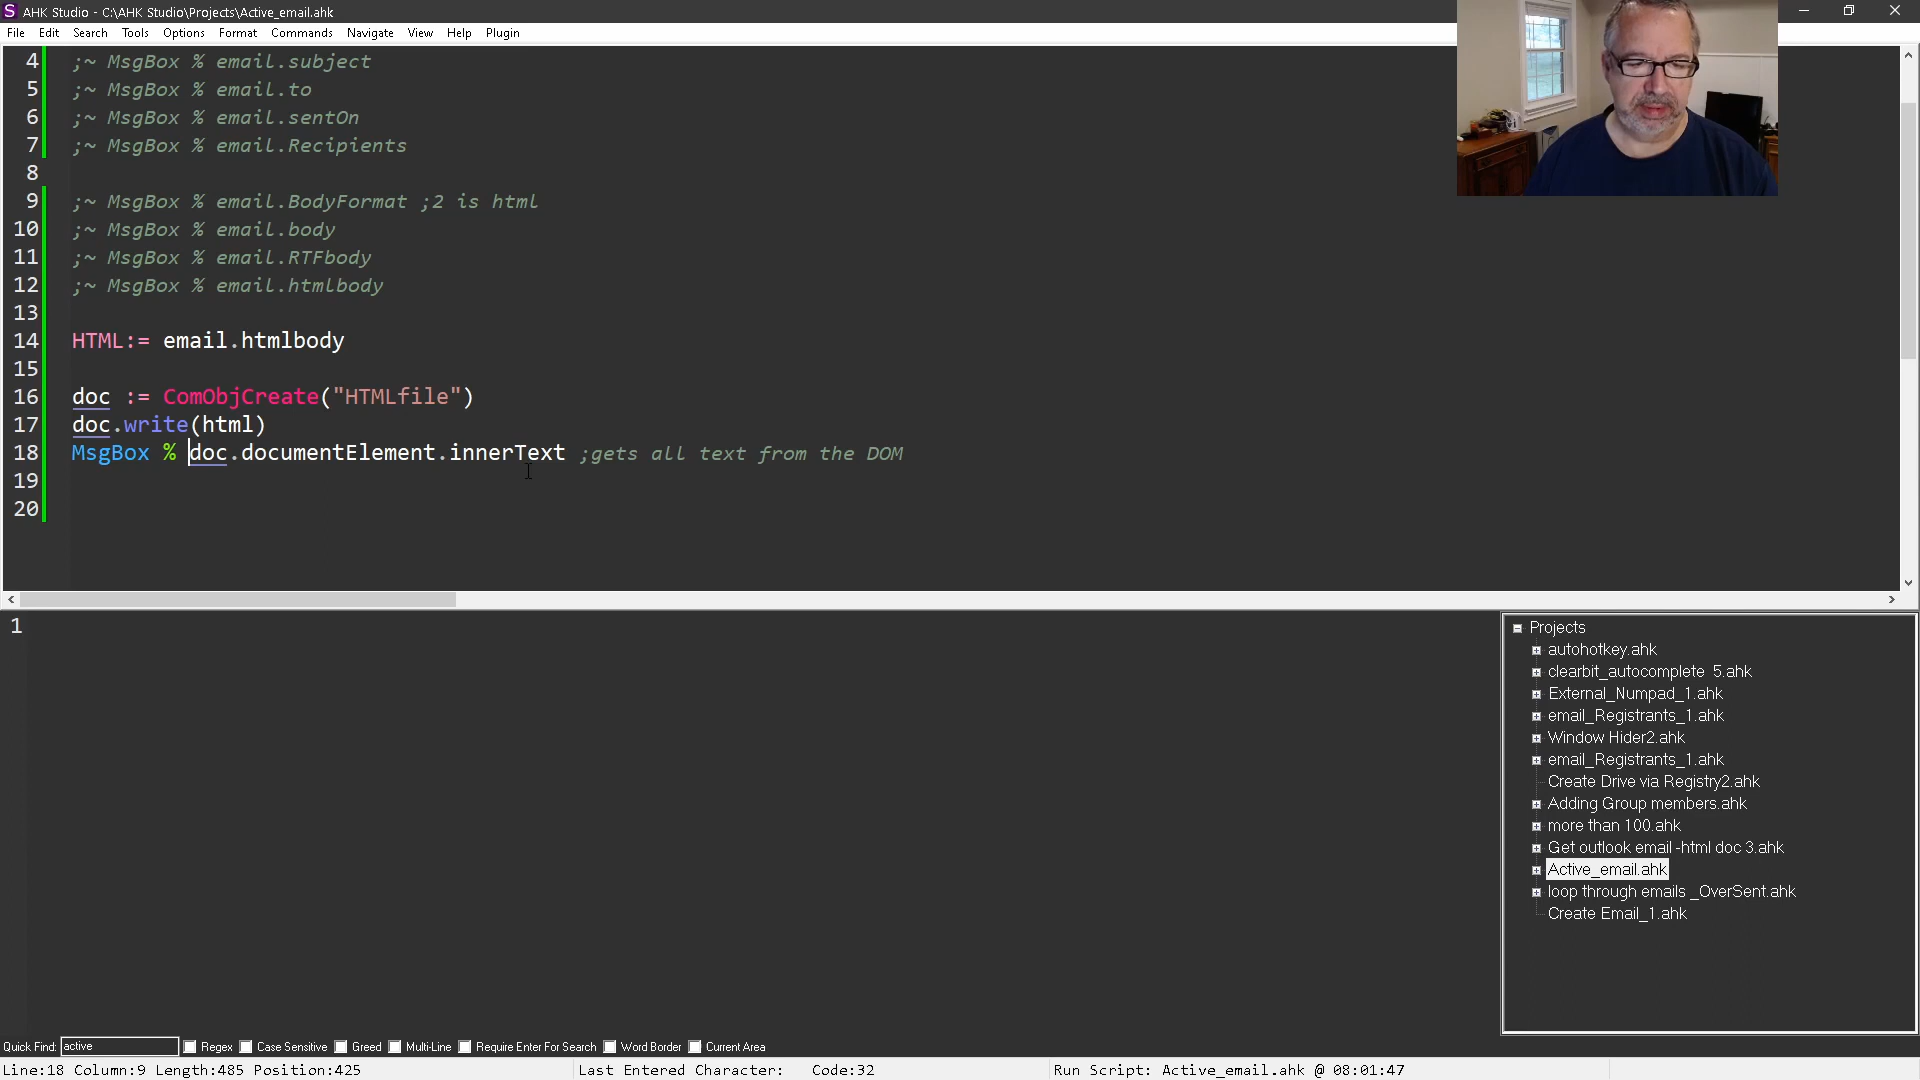 AHK Studio - C:\AHK Studio\Projects\Active_email.ahk
File Edit Search Tools Options Format Commands Navigate View Help Plugin
4 ;~ MsgBox % email.subject
5 ;~ MsgBox % email.to
6 ;~ MsgBox % email.sentOn
7 ;~ MsgBox % email.Recipients
8
9 ;~ MsgBox % email.BodyFormat ;2 is html
10 ;~ MsgBox % email.body
11 ;~ MsgBox % email.RTFbody
12 ;~ MsgBox % email.htmlbody
13
14 HTML:= email.htmlbody
15
16 doc := ComObjCreate("HTMLfile")
17 doc.write(html)
18 MsgBox % doc.documentElement.innerText ;gets all text from the DOM
19
20
1
Projects
autohotkey.ahk
clearbit_autocomplete 5.ahk
External_Numpad_1.ahk
email_Registrants_1.ahk
Window Hider2.ahk
email_Registrants_1.ahk
Create Drive via Registry2.ahk
Adding Group members.ahk
more than 100.ahk
Get outlook email -html doc 3.ahk
Active_email.ahk
loop through emails _OverSent.ahk
Create Email_1.ahk
Quick Find: active Regex Case Sensitive Greed Multi-Line Require Enter For Search Word Border Current Area
Line:18 Column:9 Length:485 Position:425 Last Entered Character: Code:32 Run Script: Active_email.ahk @ 08:01:47